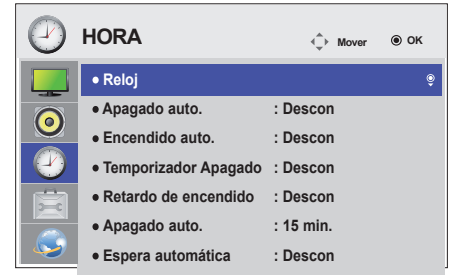 HORA
Mover OK
• Reloj
• Apagado auto. : Descon
• Encendido auto. : Descon
• Temporizador Apagado : Descon
• Retardo de encendido : Descon
• Apagado auto. : 15 min.
• Espera automática : Descon